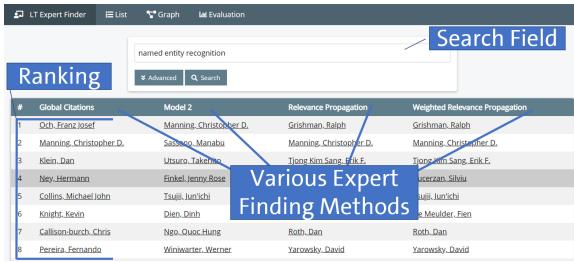 LT Expert Finder List Graph Evaluation
Search Field
named entity recognition
Advanced Search
Ranking
# Global Citations Model 2 Relevance Propagation Weighted Relevance Propagation
1 Och, Franz Josef Manning, Christopher D. Grishman, Ralph Grishman, Ralph
2 Manning, Christopher D. Sassano, Manabu Manning, Christopher D. Manning, Christopher D.
3 Klein, Dan Utsuro, Takehito Tjong Kim Sang, Erik F. Tjong Kim Sang, Erik F.
4 Ney, Hermann Finkel, Jenny Rose Silviu
Various Expert
Finding Methods
5 Collins, Michael John Tsujii, Jun'ichi Jun'ichi
6 Knight, Kevin Dien, Dinh Meulder, Fien
7 Callison-burch, Chris Ngo, Quoc Hung Roth, Dan Roth, Dan
8 Pereira, Fernando Winiwarter, Werner Yarowsky, David Yarowsky, David